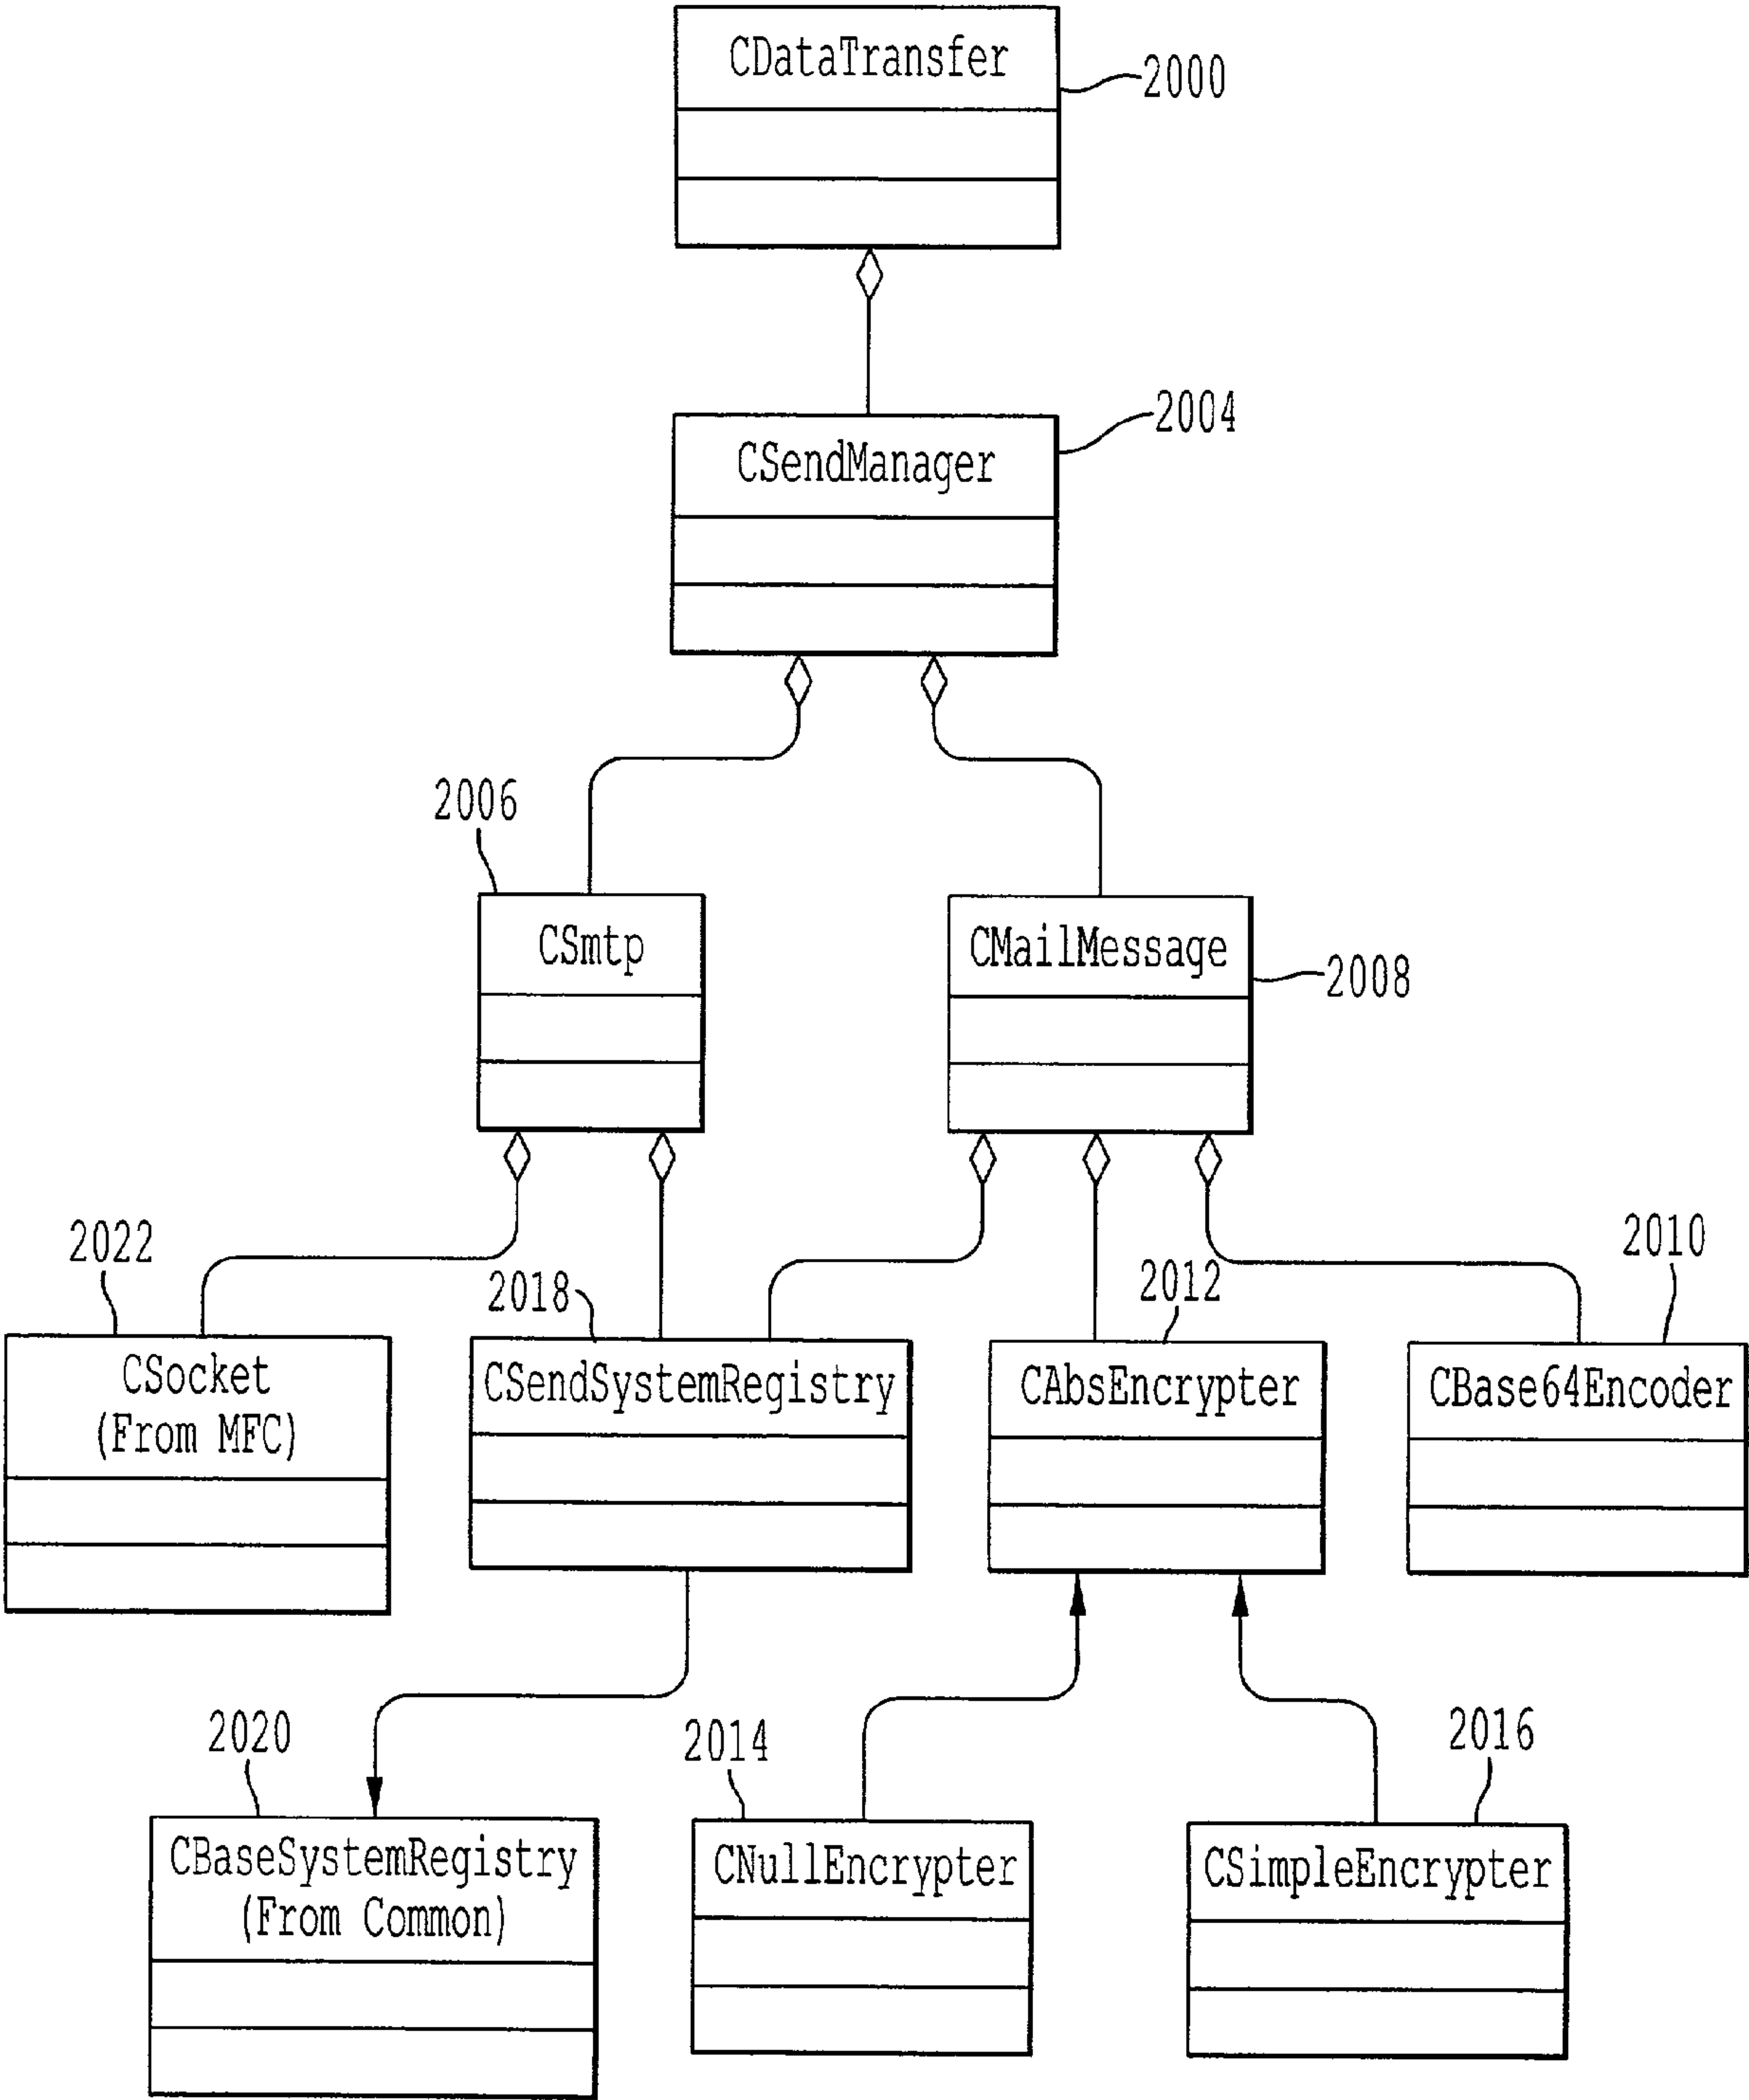 CDataTransfer
2000
2004
CSendManager
2006
CSmtp
CMailMessage
2008
2022
2018
2012
2010
CSocket
(From MFC)
CSendSystemRegistry
CAbsEncrypter
CBase64Encoder
2020
2014
2016
CBaseSystemRegistry
(From Common)
CNullEncrypter
CSimpleEncrypter